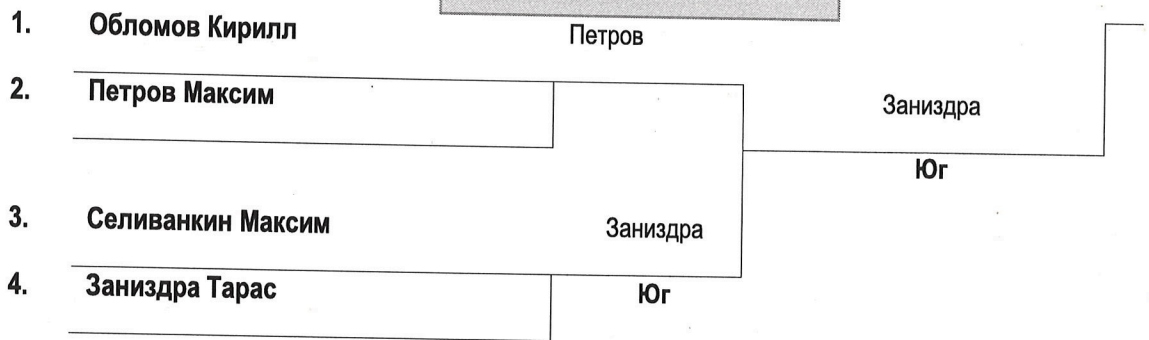 1. Обломов Кирилл
Петров
2. Петров Максим
Заниздра
Юг
3. Селиванкин Максим
Заниздра
4. Заниздра Тарас
Юг